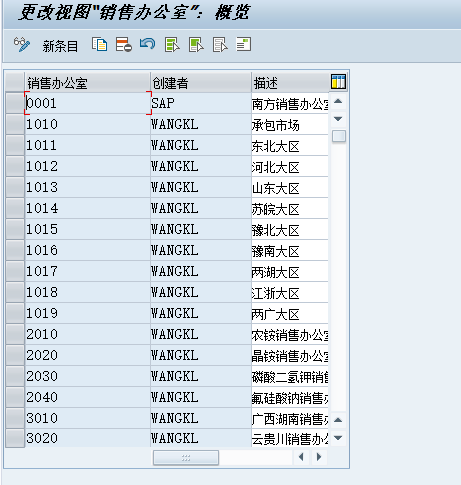 更改视图"销售办公室": 概览
新条目
销售办公室 创建者 描述
0001 SAP 南方销售办公室
1010 WANGKL 承包市场
1011 WANGKL 东北大区
1012 WANGKL 河北大区
1013 WANGKL 山东大区
1014 WANGKL 苏皖大区
1015 WANGKL 豫北大区
1016 WANGKL 豫南大区
1017 WANGKL 两湖大区
1018 WANGKL 江浙大区
1019 WANGKL 两广大区
2010 WANGKL 农铵销售办公室
2020 WANGKL 晶铵销售办公室
2030 WANGKL 磷酸二氢钾销售
2040 WANGKL 氟硅酸钠销售办
3010 WANGKL 广西湖南销售办
3020 WANGKL 云贵川销售办公